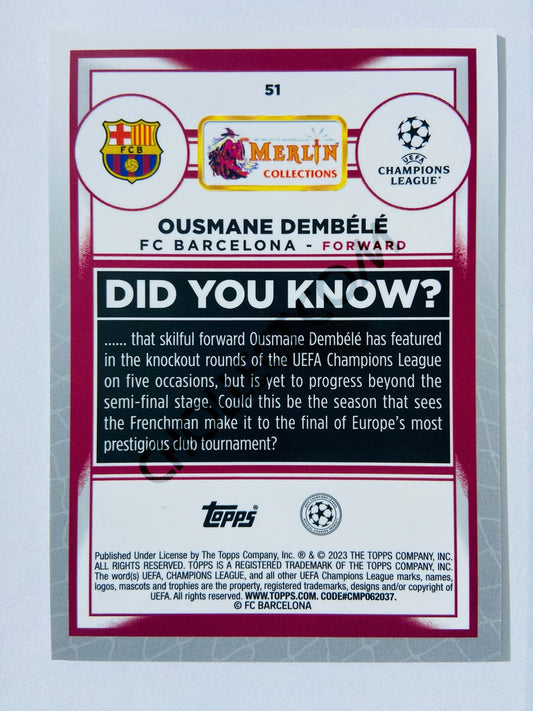 51
FCB
MERLIN
COLLECTIONS
UEFA
CHAMPIONS
LEAGUE
OUSMANE DEMBÉLÉ
FC BARCELONA - FORWARD
DID YOU KNOW?
...... that skilful forward Ousmane Dembélé has featured
in the knockout rounds of the UEFA Champions League
on five occasions, but is yet to progress beyond the
semi-final stage. Could this be the season that sees
the Frenchman make it to the final of Europe's most
prestigious club tournament?
Topps
Published Under License by The Topps Company, Inc. ® & © 2023 THE TOPPS COMPANY, INC.
ALL RIGHTS RESERVED. TOPPS IS A REGISTERED TRADEMARK OF THE TOPPS COMPANY, INC.
The word(s) UEFA, CHAMPIONS LEAGUE, and all other UEFA Champions League marks, names,
logos, mascots and trophies are the property, registered trademarks, designs and/or copyright of
UEFA. All rights reserved. WWW.TOPPS.COM. CODE#CMP062037.
© FC BARCELONA